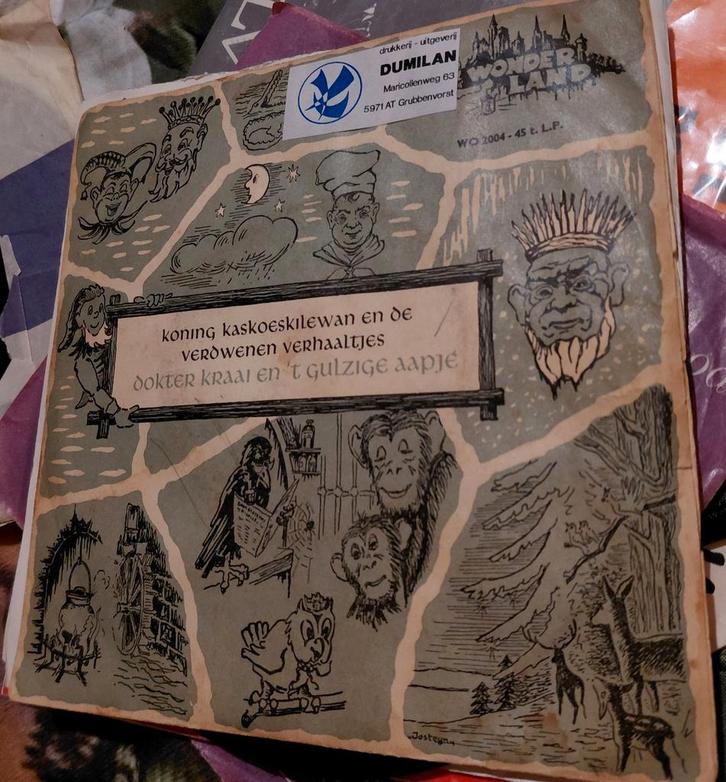 drukkerij - uitgeverij
DUMILAN
Maricollenweg 63
5971 AT Grubbenvorst
WONDER
LAND
WO 2004 - 45 t. L.P.
koning kaskoeskilewan en de
verdwenen verhaaltjes
dokter kraai en 't gulzige aapje